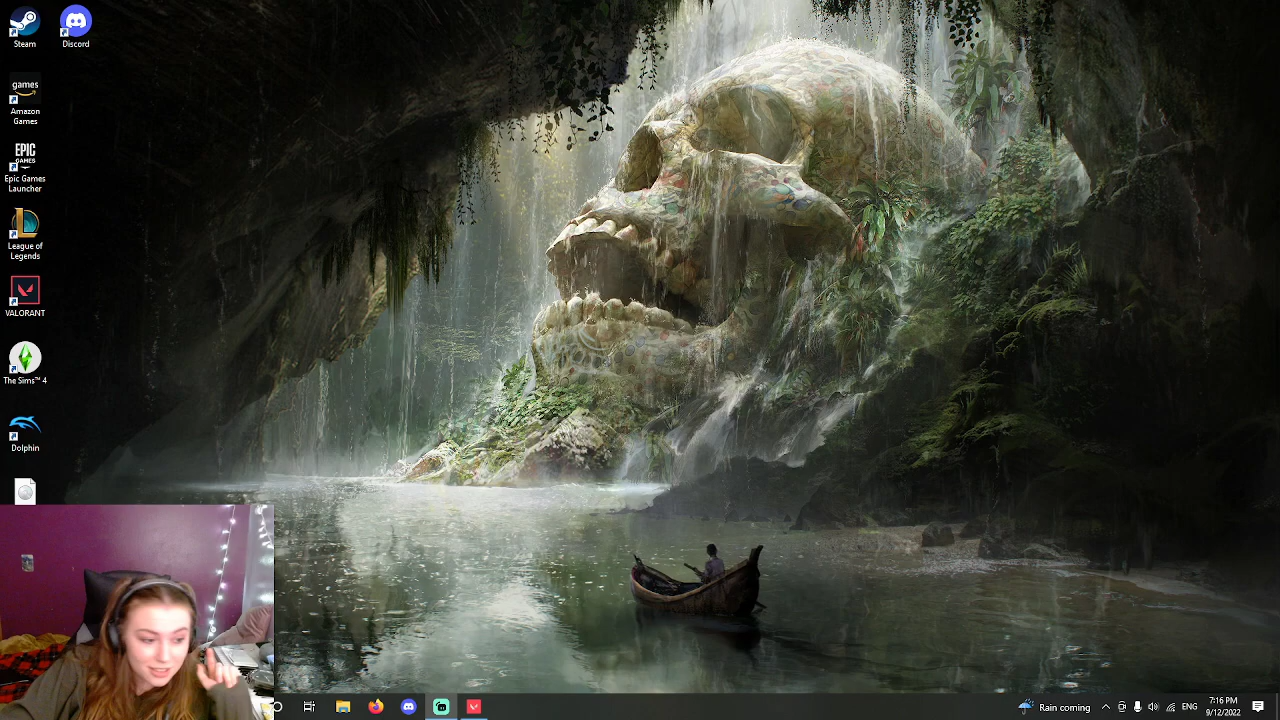 Steam
Discord
games
Amazon
Games
EPIC
GAMES
Epic Games
Launcher
League of
Legends
VALORANT
The Sims™ 4
Dolphin
Rain coming
ENG
7:16 PM
9/12/2022